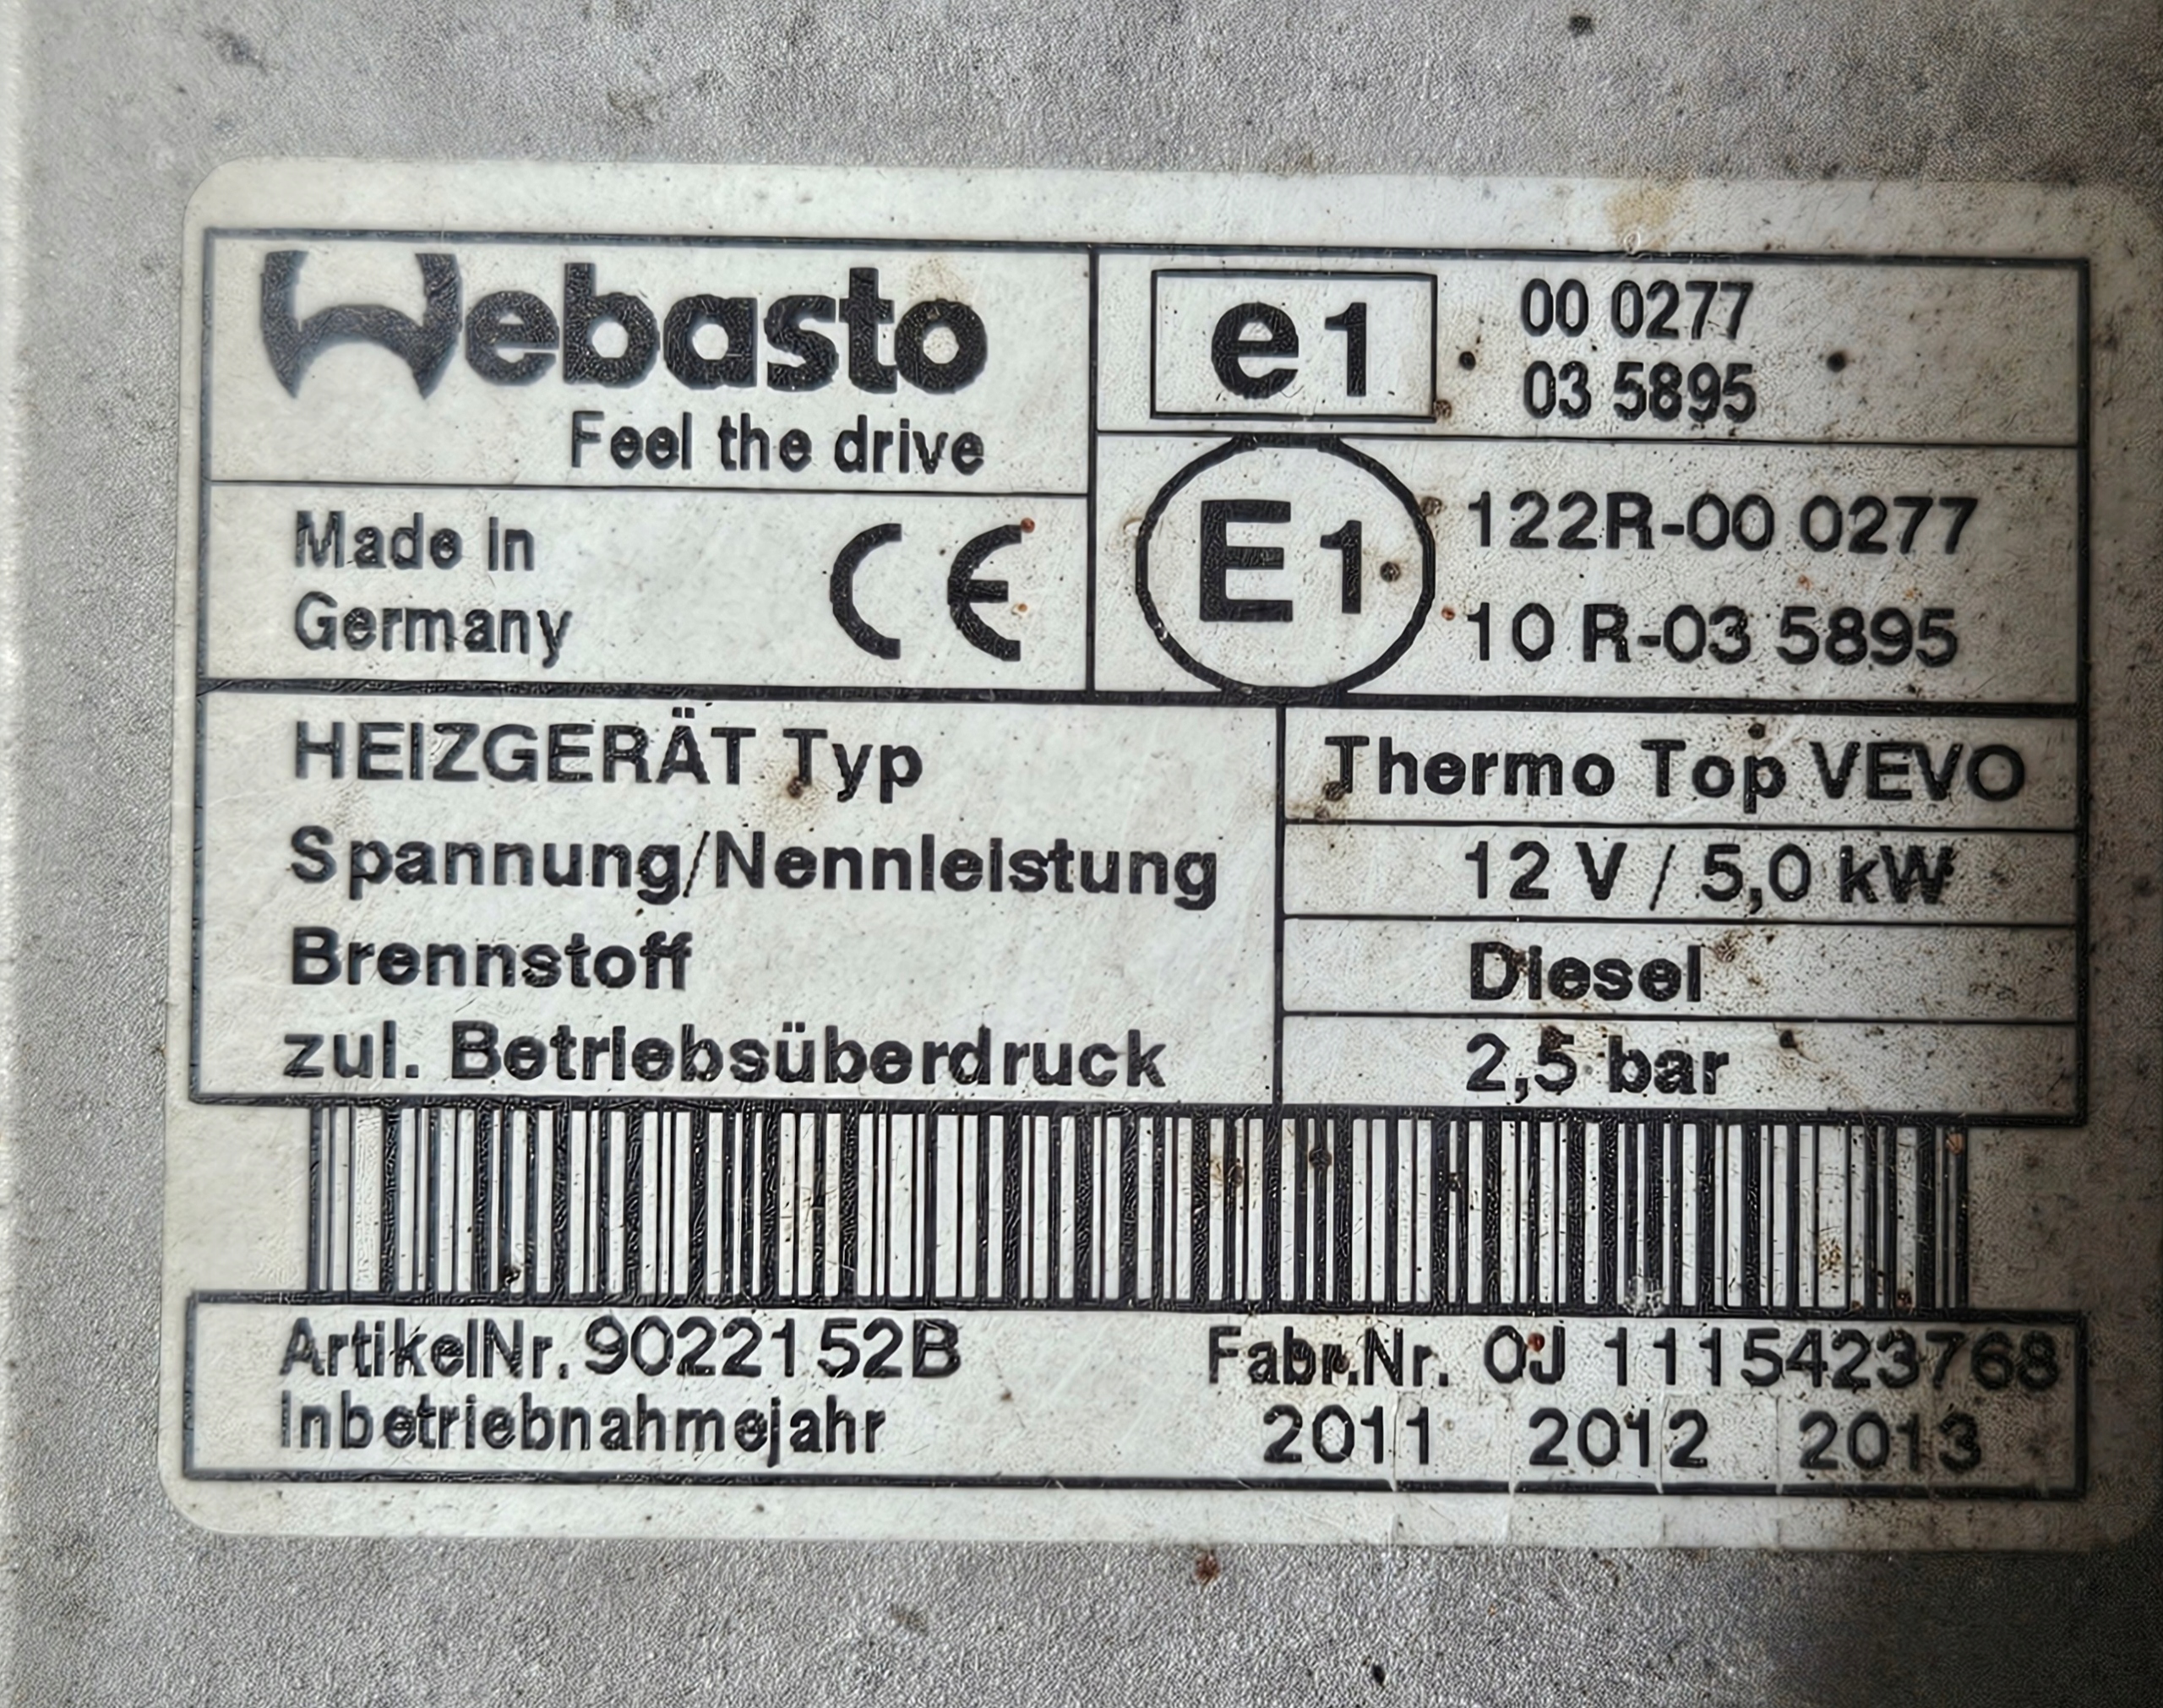 Webasto
Feel the drive
e1
00 0277
03 5895
Made in
Germany
CE
E1
122R-00 0277
10 R-03 5895
HEIZGERÄT Typ
Thermo Top VEVO
Spannung/Nennleistung
12 V / 5,0 kW
Brennstoff
Diesel
zul. Betriebsüberdruck
2,5 bar
ArtikelNr. 9022152B
Fabr.Nr. OJ 1115423768
Inbetriebnahmejahr
2011 2012 2013